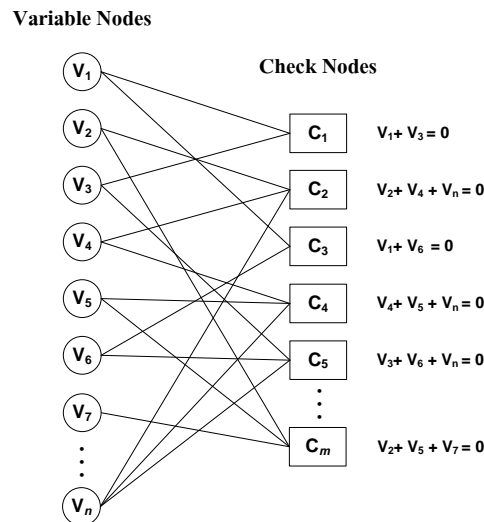 Variable Nodes
Check Nodes
V1
V2
V3
V4
V5
V6
V7
Vn
C1
C2
C3
C4
C5
Cm
V1+ V3 = 0
V2+ V4 + Vn = 0
V1+ V6 = 0
V4+ V5 + Vn = 0
V3+ V6 + Vn = 0
V2+ V5 + V7 = 0